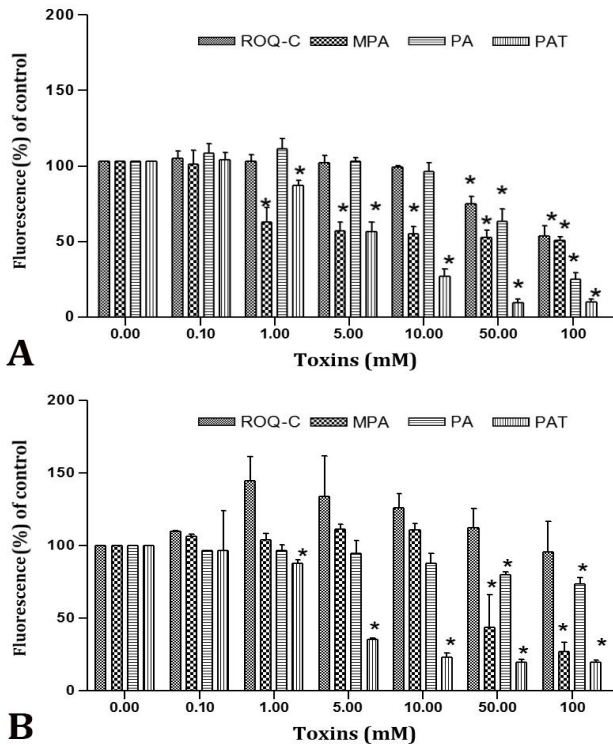 200
ROQ-C MPA PA PAT
150
100
50
0
Fluorescence (%) of control
* * * * * * * * * * * * *
0.00 0.10 1.00 5.00 10.00 50.00 100
Toxins (mM)
A
200
ROQ-C MPA PA PAT
150
100
50
0
Fluorescence (%) of control
* * * * * * * * *
0.00 0.10 1.00 5.00 10.00 50.00 100
Toxins (mM)
B